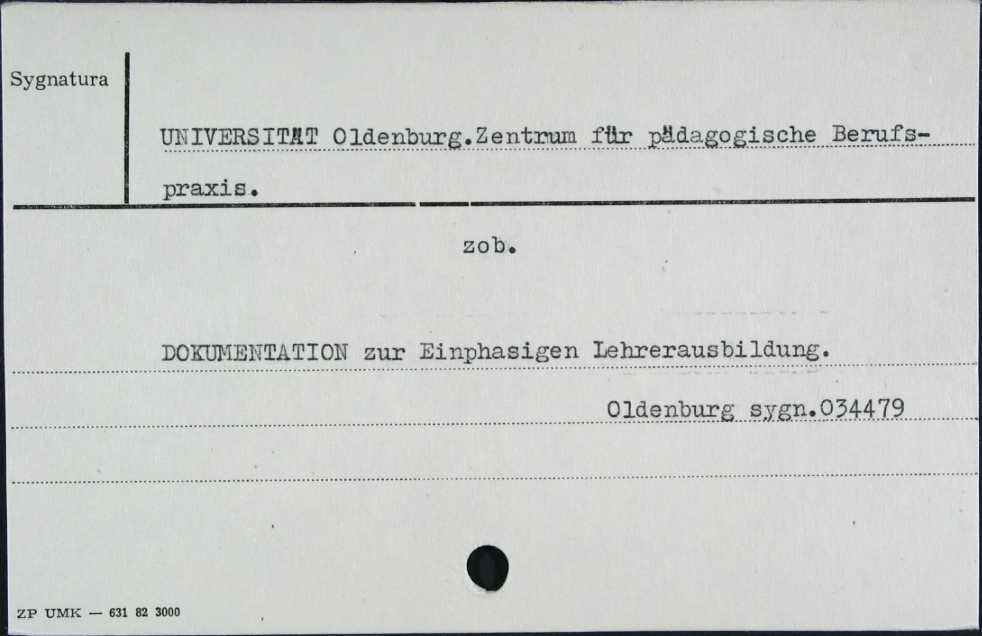 Sygnatura
UNIVERSITÄT Oldenburg.Zentrum für pädagogische Berufs-
praxis.
zob.
DOKUMENTATION zur Einphasigen Lehrerausbildung.
Oldenburg sygn.034479
ZP UMK — 631 82 3000